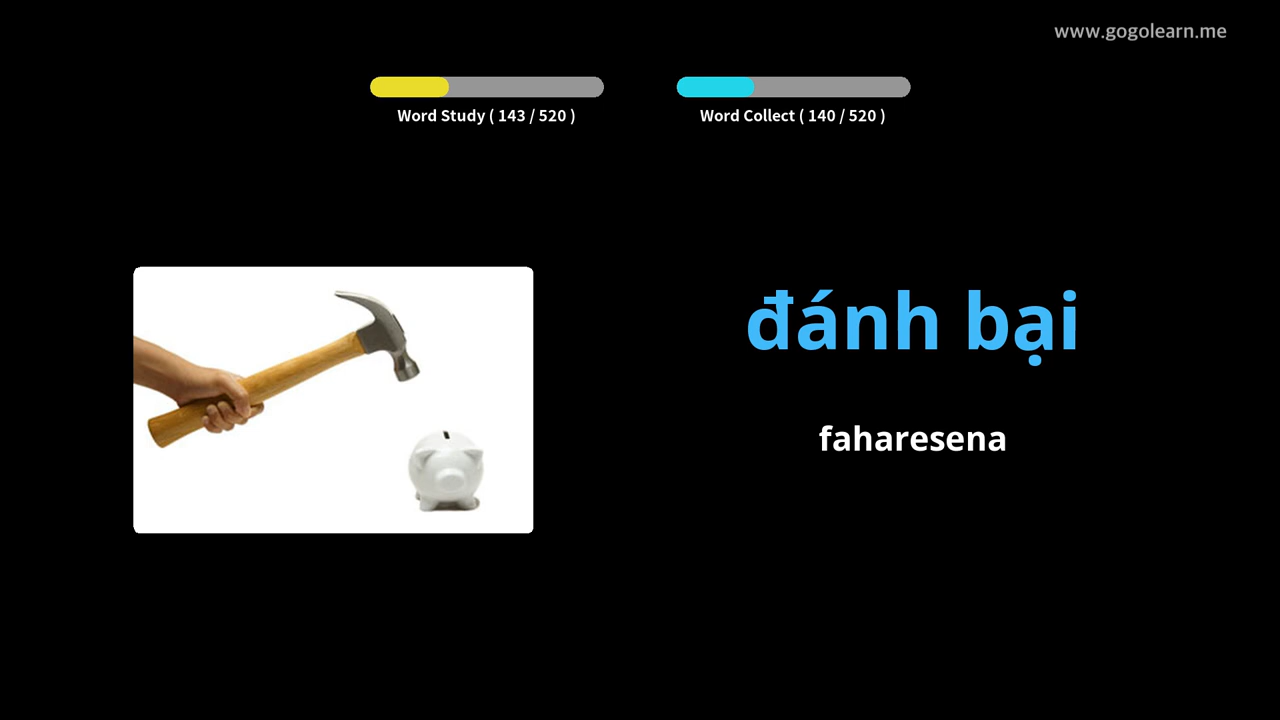 www.gogolearn.me
Word Study ( 143 / 520 )
Word Collect ( 140 / 520 )
đánh bại
faharesena